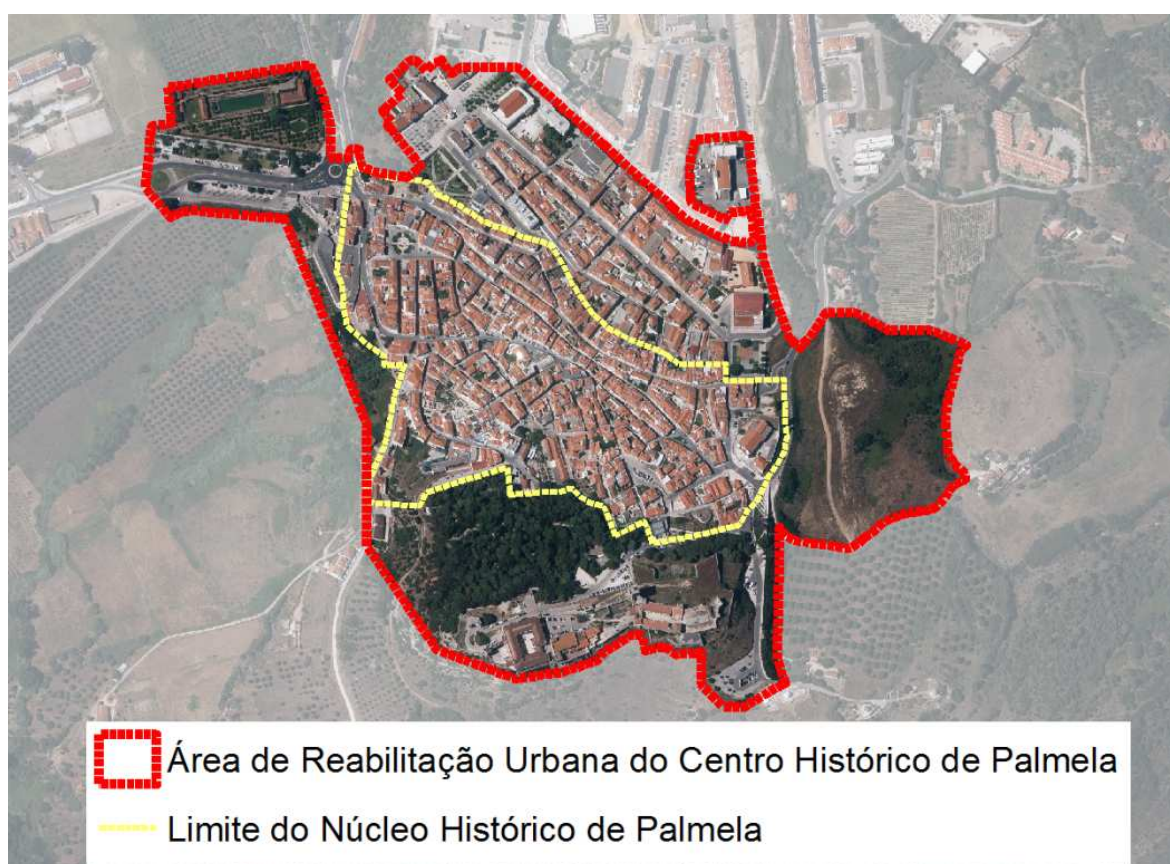 Área de Reabilitação Urbana do Centro Histórico de Palmela
Limite do Núcleo Histórico de Palmela